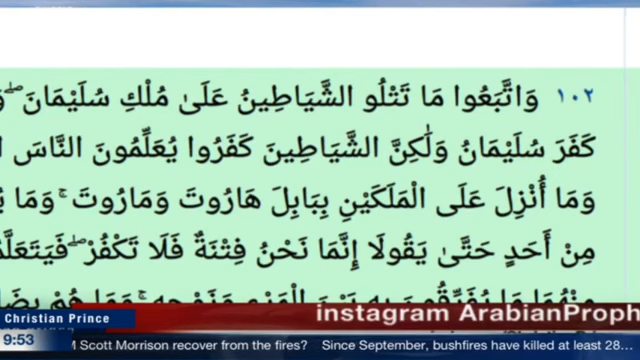 ١٠٢ وَاتَّبَعُوا مَا تَتْلُو الشَّيَاطِينُ عَلَىٰ مُلْكِ سُلَيْمَانَ ۖ
كَفَرَ سُلَيْمَانُ وَلَٰكِنَّ الشَّيَاطِينَ كَفَرُوا يُعَلِّمُونَ النَّاسَ
وَمَا أُنْزِلَ عَلَى الْمَلَكَيْنِ بِبَابِلَ هَارُوتَ وَمَارُوتَ ۚ وَمَا
مِنْ أَحَدٍ حَتَّىٰ يَقُولَا إِنَّمَا نَحْنُ فِتْنَةٌ فَلَا تَكْفُرْ ۖ
instagram ArabianProph
Christian Prince
9:53
M Scott Morrison recover from the fires? Since September, bushfires have killed at least 28...